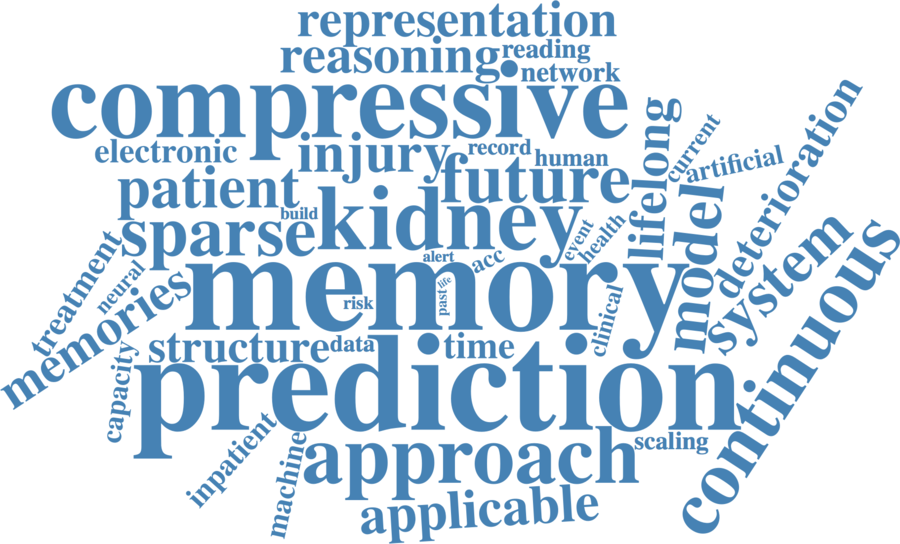 representation
reasoning
reading
network
compressive
lifelong
current
artificial
deterioration
electronic
injury
record
human
patient
future
build
kidney
sparse
event
health
model
system
continuous
alert
acc
treatment
neural
memories
memory
risk
past
life
clinical
structure
data
time
capacity
prediction
inpatient
machine
approach
scaling
applicable